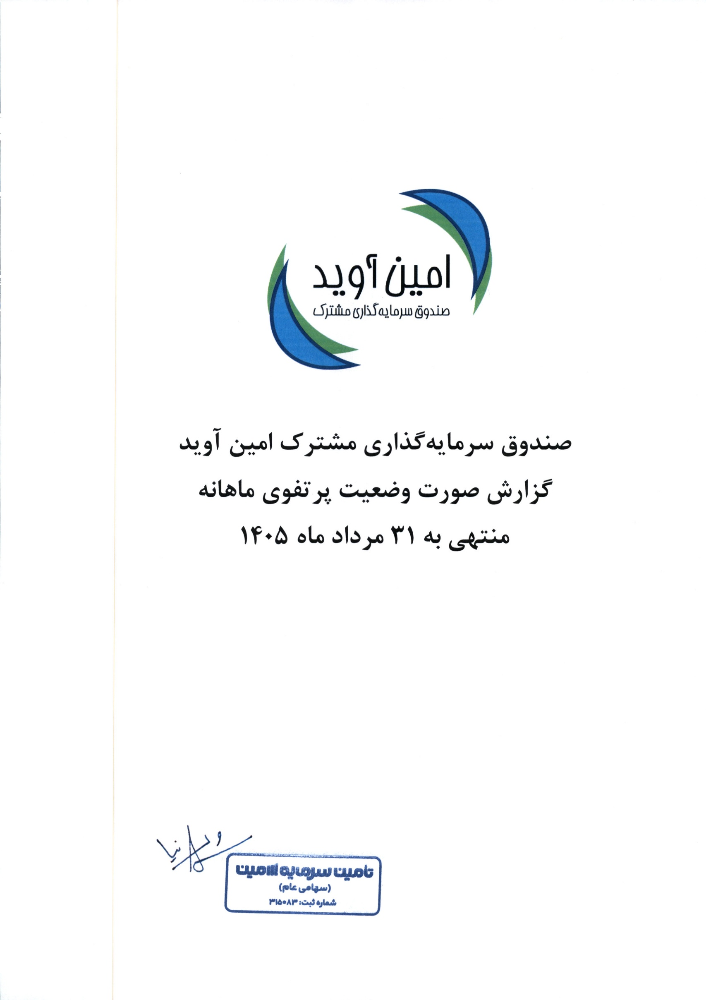 امین آوید
صندوق سرمایه‌گذاری مشترک
صندوق سرمایه‌گذاری مشترک امین آوید
گزارش صورت وضعیت پرتفوی ماهانه
منتهی به ۳۱ مرداد ماه ۱۴۰۵
تامین سرمایه امین
(سهامی عام)
شماره ثبت: ۳۱۵۰۸۳